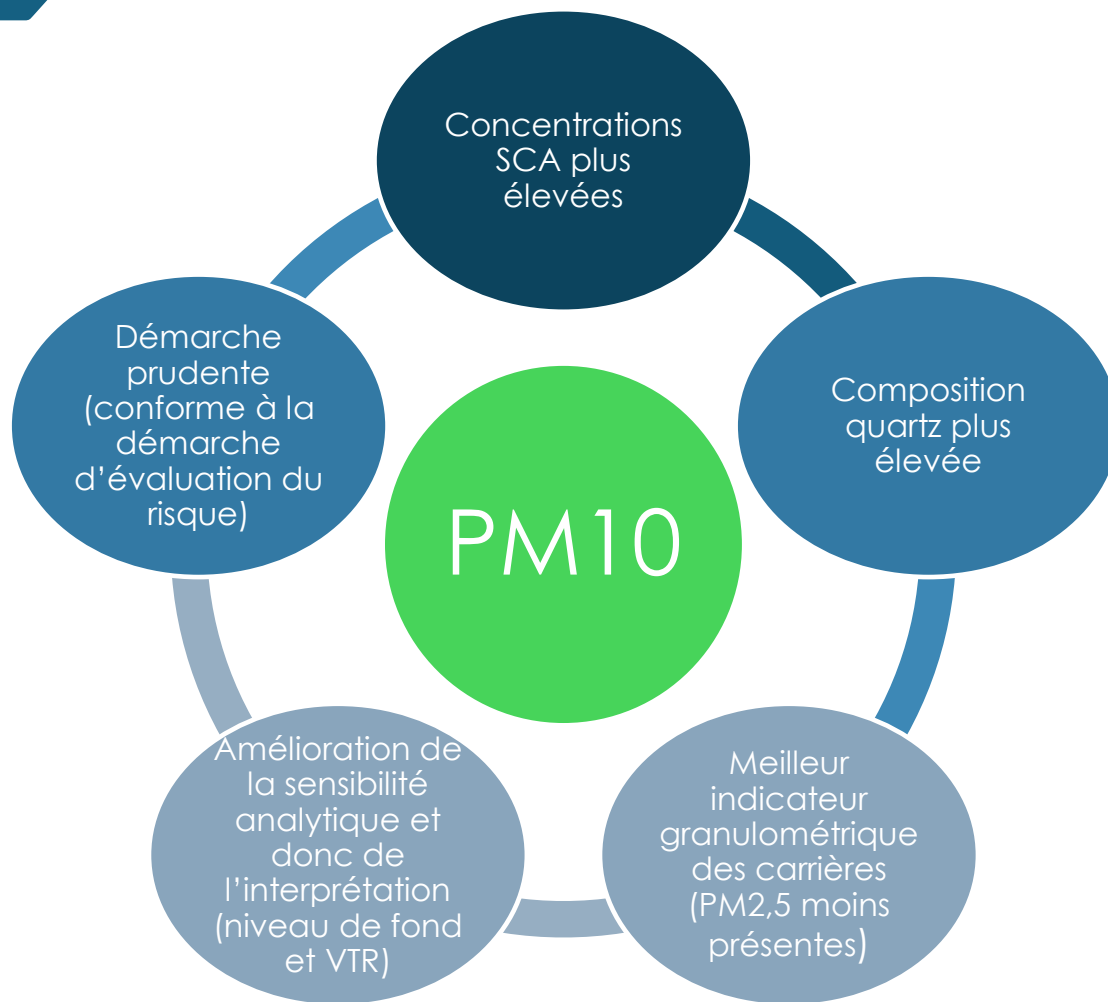 Concentrations
SCA plus
élevées
Composition
quartz plus
élevée
Meilleur
indicateur
granulométrique
des carrières
(PM2,5 moins
présentes)
Amélioration de
la sensibilité
analytique et
donc de
l’interprétation
(niveau de fond
et VTR)
Démarche
prudente
(conforme à la
démarche
d’évaluation du
risque)
PM10